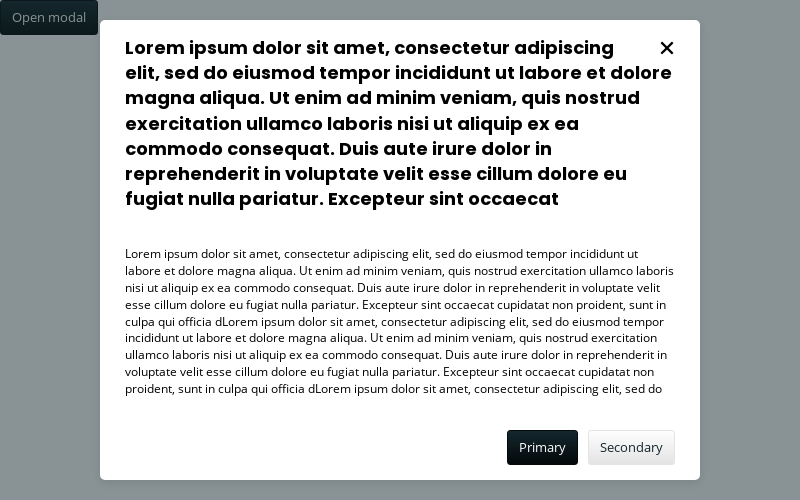 Open modal
Lorem ipsum dolor sit amet, consectetur adipiscing
elit, sed do eiusmod tempor incididunt ut labore et dolore
magna aliqua. Ut enim ad minim veniam, quis nostrud
exercitation ullamco laboris nisi ut aliquip ex ea
commodo consequat. Duis aute irure dolor in
reprehenderit in voluptate velit esse cillum dolore eu
fugiat nulla pariatur. Excepteur sint occaecat
Lorem ipsum dolor sit amet, consectetur adipiscing elit, sed do eiusmod tempor incididunt ut
labore et dolore magna aliqua. Ut enim ad minim veniam, quis nostrud exercitation ullamco laboris
nisi ut aliquip ex ea commodo consequat. Duis aute irure dolor in reprehenderit in voluptate velit
esse cillum dolore eu fugiat nulla pariatur. Excepteur sint occaecat cupidatat non proident, sunt in
culpa qui officia dLorem ipsum dolor sit amet, consectetur adipiscing elit, sed do eiusmod tempor
incididunt ut labore et dolore magna aliqua. Ut enim ad minim veniam, quis nostrud exercitation
ullamco laboris nisi ut aliquip ex ea commodo consequat. Duis aute irure dolor in reprehenderit in
voluptate velit esse cillum dolore eu fugiat nulla pariatur. Excepteur sint occaecat cupidatat non
proident, sunt in culpa qui officia dLorem ipsum dolor sit amet, consectetur adipiscing elit, sed do
Primary
Secondary